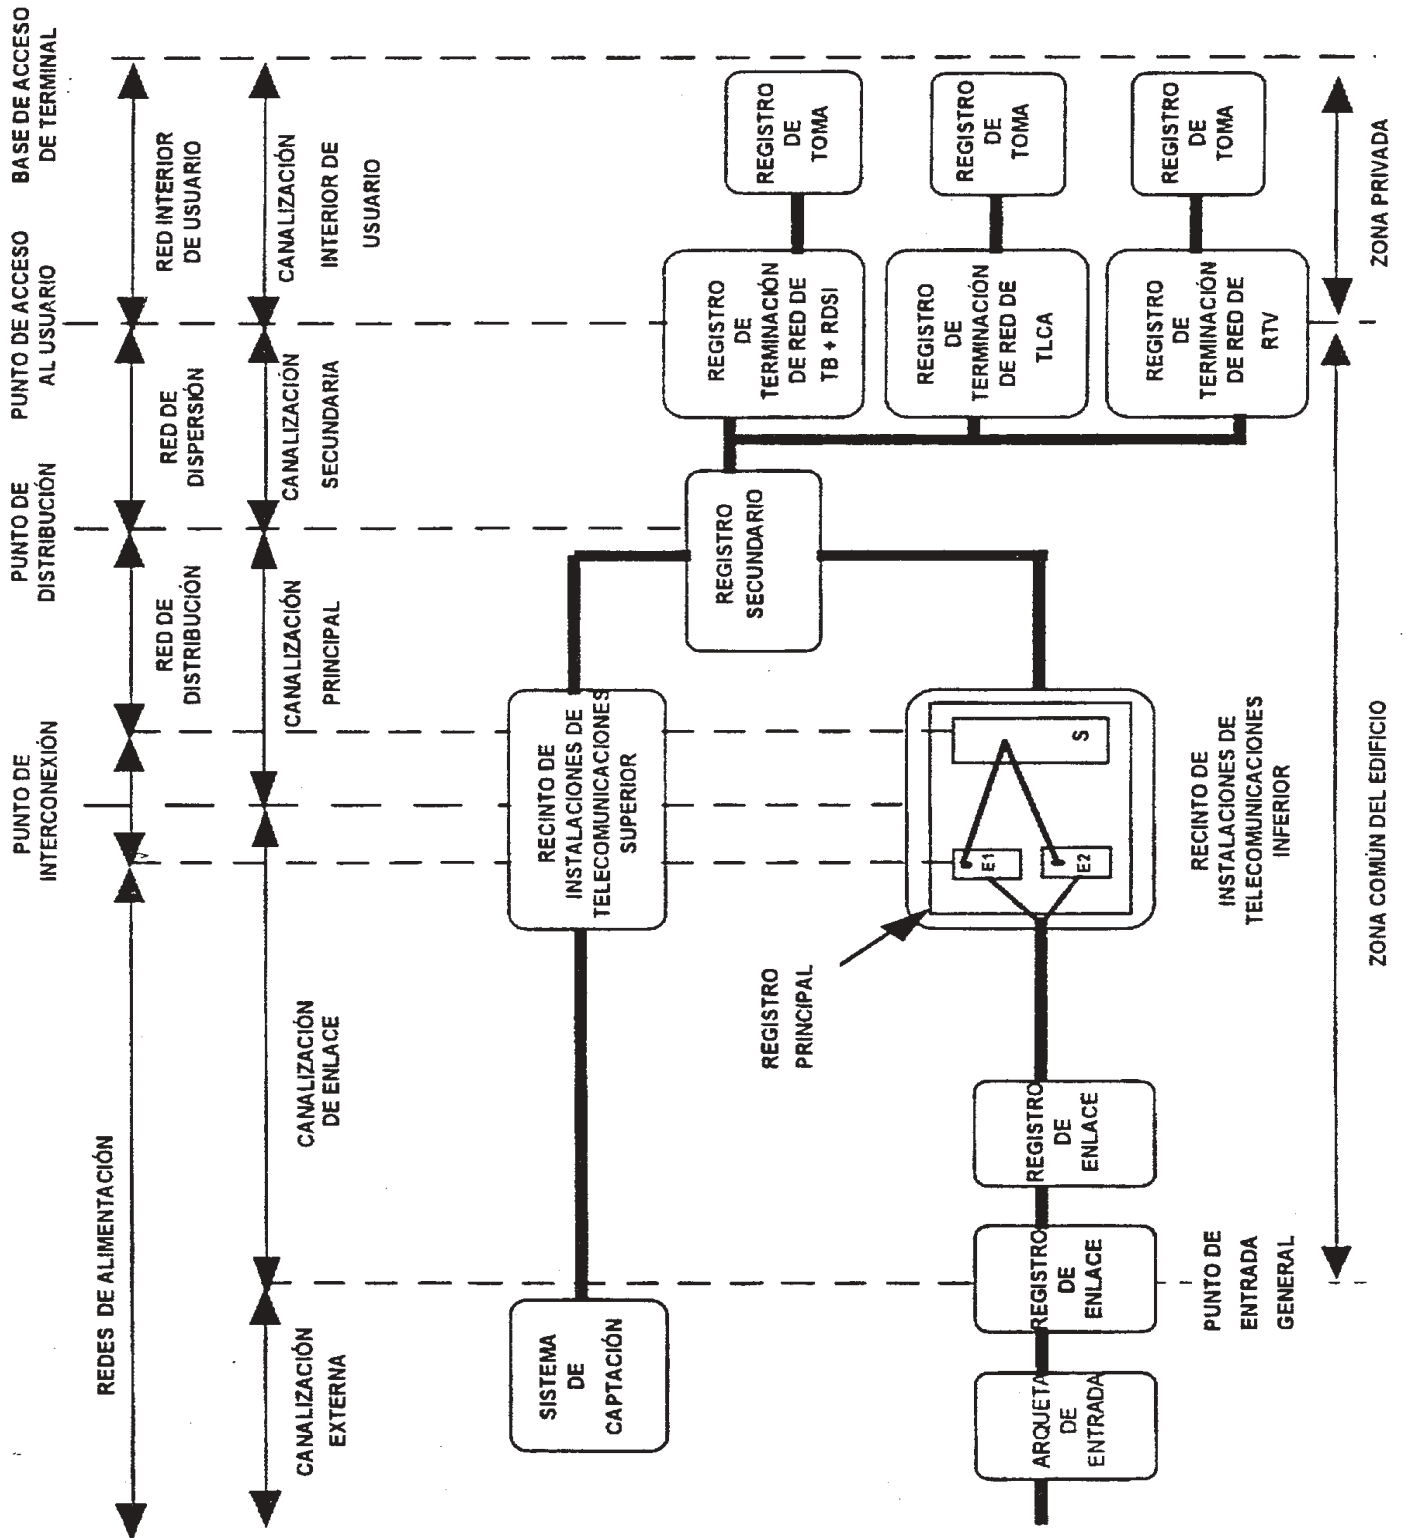 REDES DE ALIMENTACIÓN
PUNTO DE
INTERCONEXIÓN
RED DE
DISTRIBUCIÓN
PUNTO DE
DISTRIBUCIÓN
RED DE
DISPERSIÓN
PUNTO DE ACCESO
AL USUARIO
RED INTERIOR
DE USUARIO
BASE DE ACCESO
DE TERMINAL
CANALIZACIÓN
EXTERNA
CANALIZACIÓN
DE ENLACE
CANALIZACIÓN
PRINCIPAL
CANALIZACIÓN
SECUNDARIA
CANALIZACIÓN
INTERIOR DE
USUARIO
SISTEMA
DE
CAPTACIÓN
RECINTO DE
INSTALACIONES DE
TELECOMUNICACIONES
SUPERIOR
REGISTRO
SECUNDARIO
REGISTRO
DE
TERMINACIÓN
DE RED DE
TB + RDSI
REGISTRO
DE
TOMA
REGISTRO
DE
TERMINACIÓN
DE RED DE
TLCA
REGISTRO
DE
TOMA
REGISTRO
DE
TERMINACIÓN
DE RED DE
RTV
REGISTRO
DE
TOMA
REGISTRO
PRINCIPAL
ARQUETA
DE
ENTRADA
REGISTRO
DE
ENLACE
REGISTRO
DE
ENLACE
E1
E2
S
PUNTO DE
ENTRADA
GENERAL
RECINTO DE
INSTALACIONES DE
TELECOMUNICACIONES
INFERIOR
ZONA COMÚN DEL EDIFICIO
ZONA PRIVADA